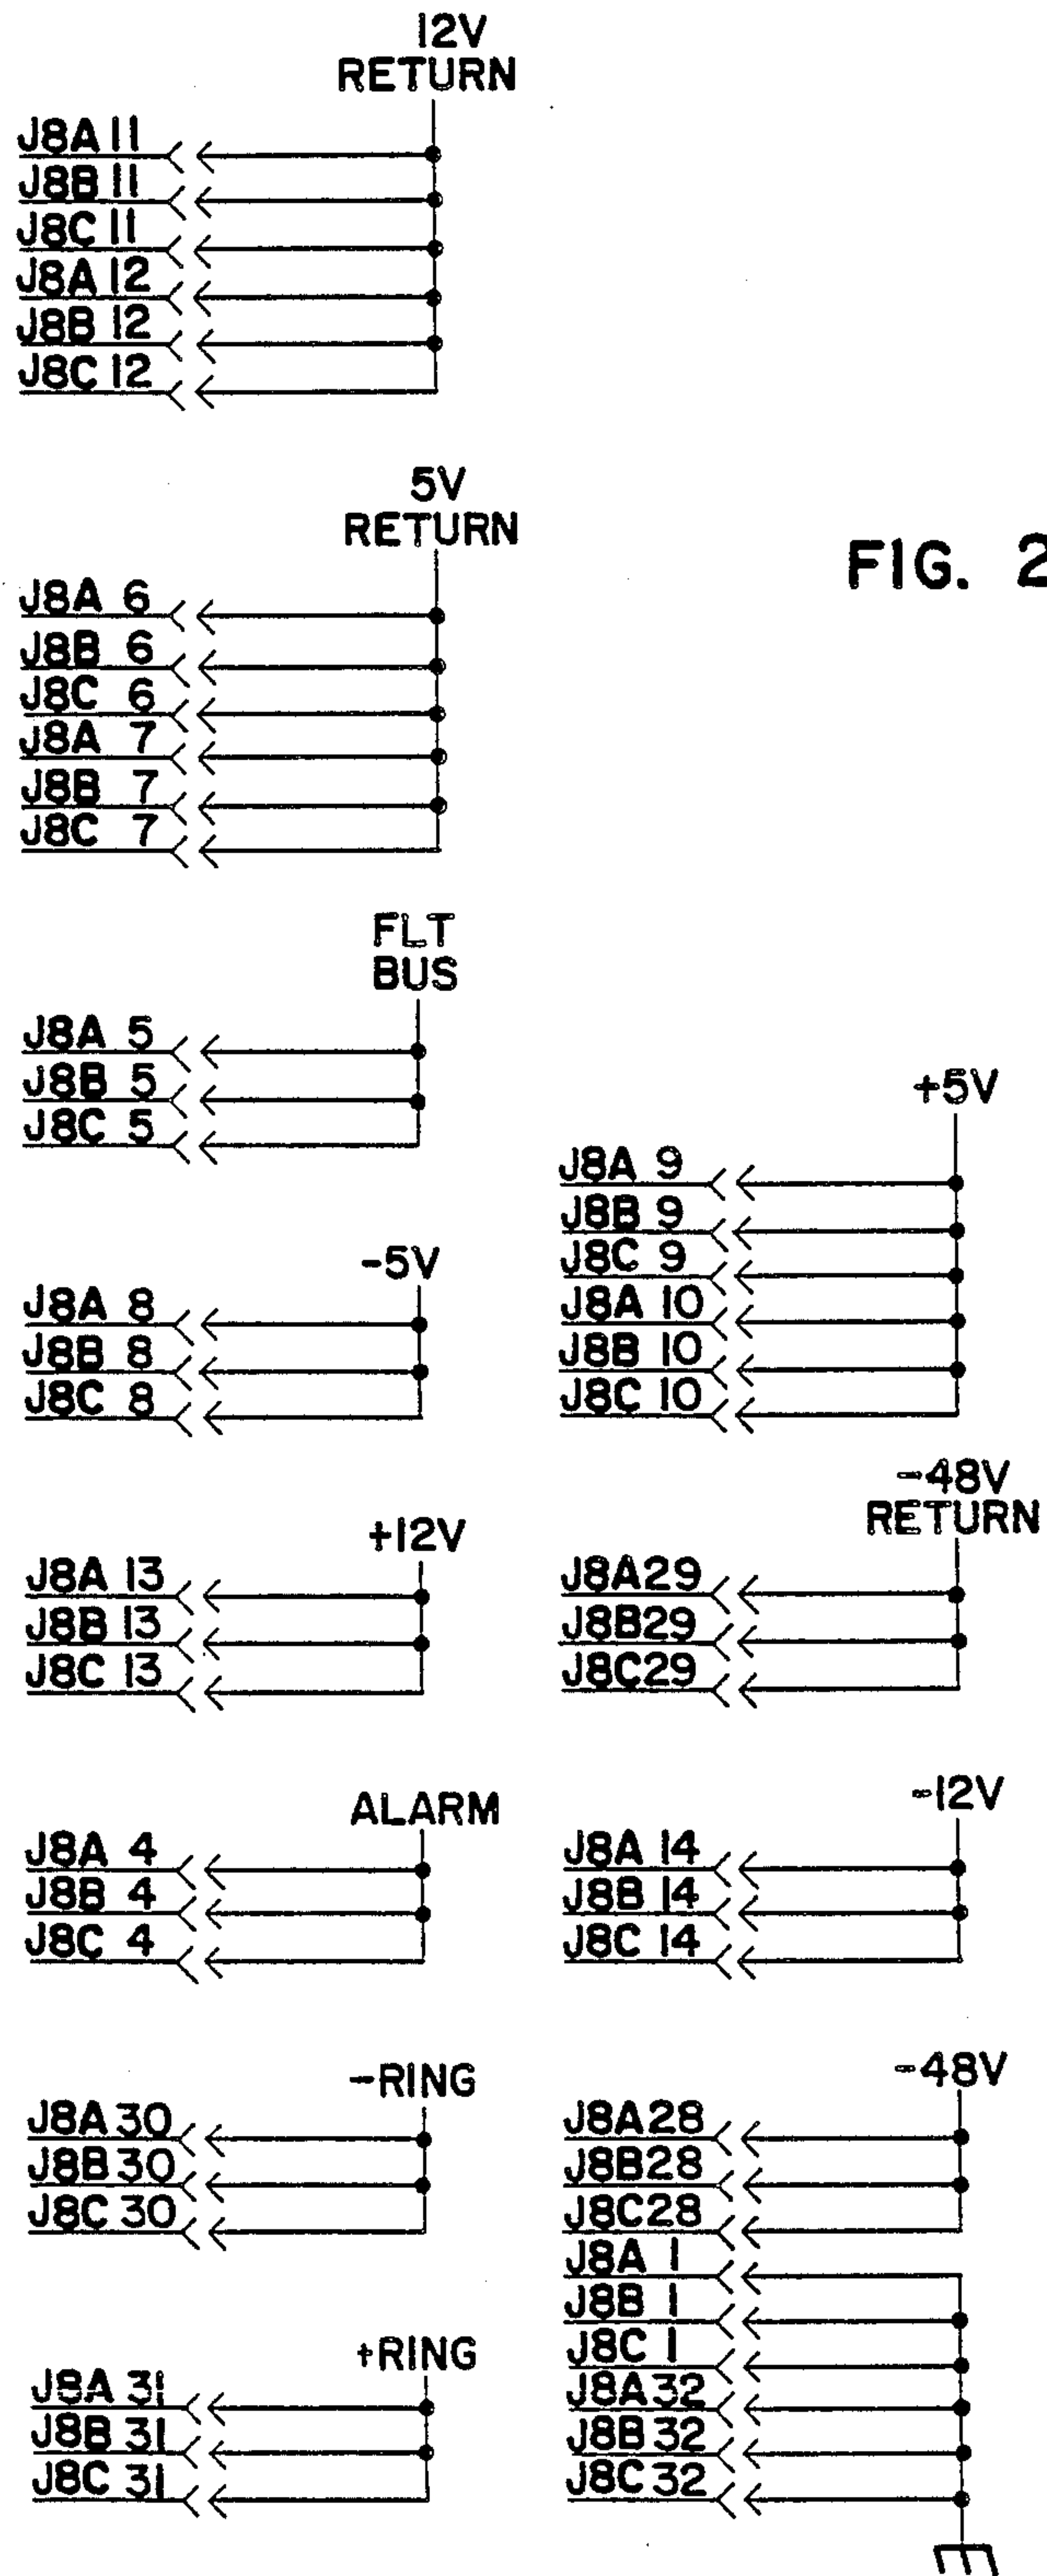 12V
RETURN
J8A 11
J8B 11
J8C 11
J8A 12
J8B 12
J8C 12
5V
RETURN
J8A 6
J8B 6
J8C 6
J8A 7
J8B 7
J8C 7
FIG. 2
FLT
BUS
J8A 5
J8B 5
J8C 5
-5V
J8A 8
J8B 8
J8C 8
+12V
J8A 13
J8B 13
J8C 13
ALARM
J8A 4
J8B 4
J8C 4
-RING
J8A 30
J8B 30
J8C 30
+RING
J8A 31
J8B 31
J8C 31
+5V
J8A 9
J8B 9
J8C 9
J8A 10
J8B 10
J8C 10
-48V
RETURN
J8A29
J8B29
J8C29
-12V
J8A 14
J8B 14
J8C 14
-48V
J8A28
J8B28
J8C28
J8A 1
J8B 1
J8C 1
J8A32
J8B32
J8C32